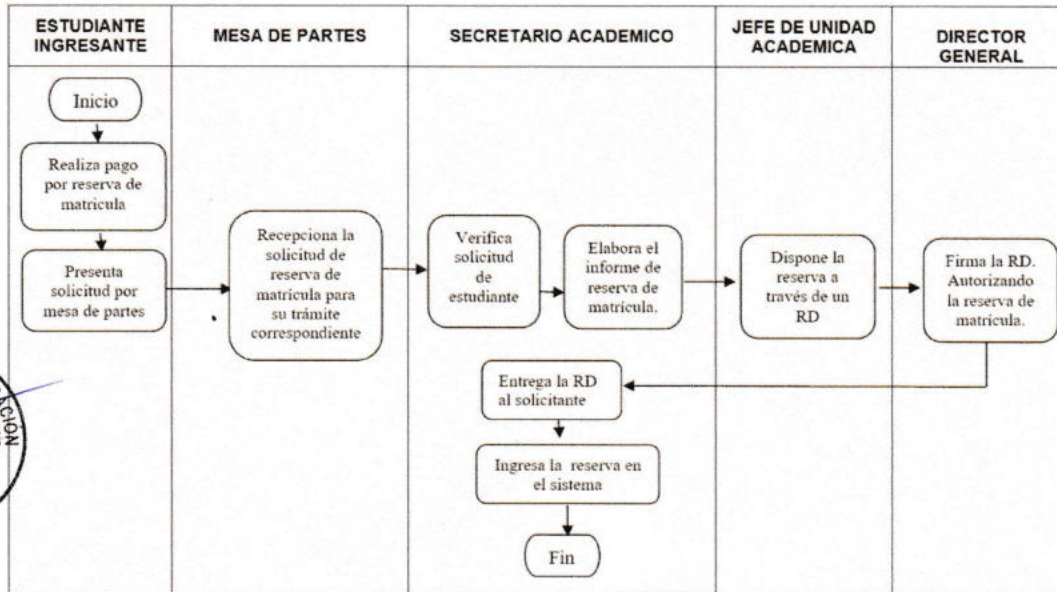 ESTUDIANTE
INGRESANTE
MESA DE PARTES
SECRETARIO ACADEMICO
JEFE DE UNIDAD
ACADEMICA
DIRECTOR
GENERAL
Inicio
Realiza pago
por reserva de
matricula
Presenta
solicitud por
mesa de partes
Recepciona la
solicitud de
reserva de
matricula para
su trámite
correspondiente
Verifica
solicitud
de
estudiante
Elabora el
informe de
reserva de
matrícula.
Dispone la
reserva a
través de un
RD
Firma la RD.
Autorizando
la reserva de
matrícula.
Entrega la RD
al solicitante
Ingresa la reserva en
el sistema
Fin